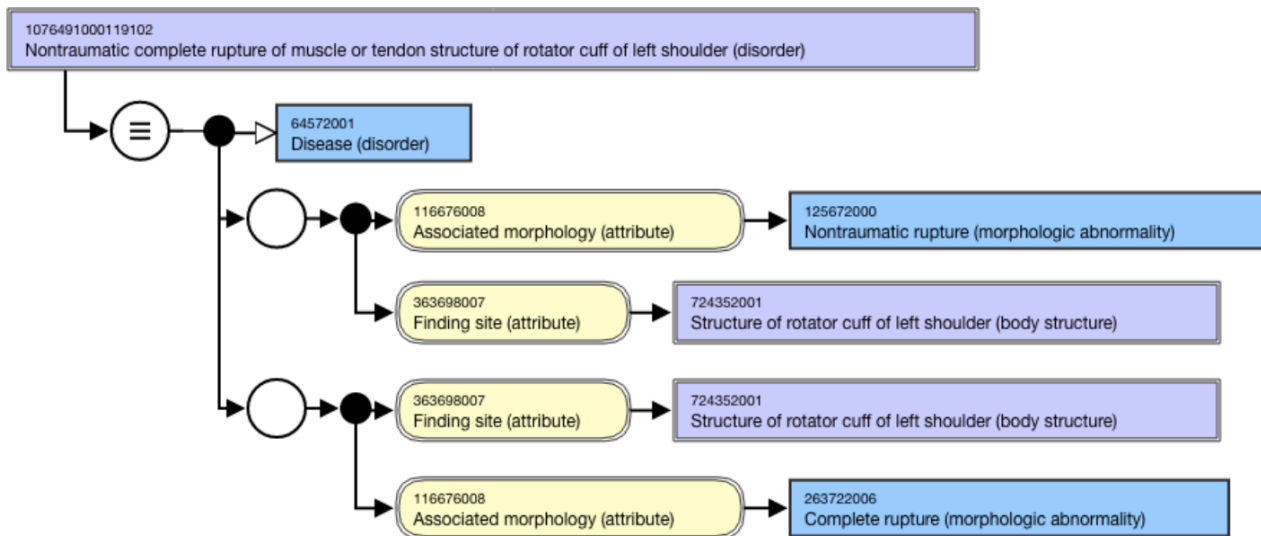 1076491000119102
Nontraumatic complete rupture of muscle or tendon structure of rotator cuff of left shoulder (disorder)
64572001
Disease (disorder)
116676008
Associated morphology (attribute)
125672000
Nontraumatic rupture (morphologic abnormality)
363698007
Finding site (attribute)
724352001
Structure of rotator cuff of left shoulder (body structure)
363698007
Finding site (attribute)
724352001
Structure of rotator cuff of left shoulder (body structure)
116676008
Associated morphology (attribute)
263722006
Complete rupture (morphologic abnormality)